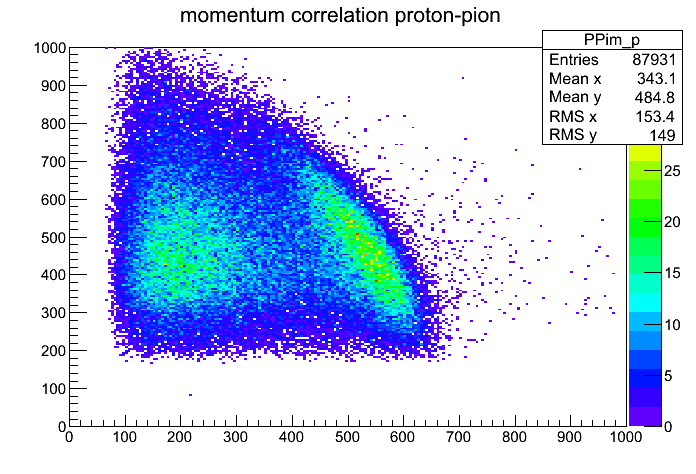 momentum correlation proton-pion
PPim_p
Entries 87931
Mean x 343.1
Mean y 484.8
RMS x 153.4
RMS y 149
1000
900
800
700
600
500
400
300
200
100
0
0 100 200 300 400 500 600 700 800 900 1000
25
20
15
10
5
0